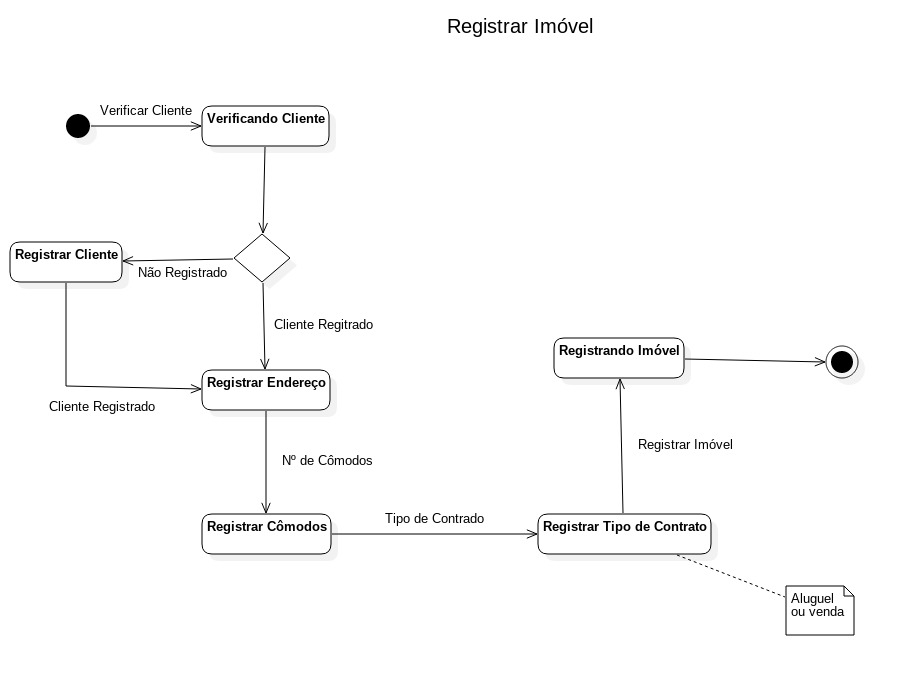 Registrar Imóvel
Verificar Cliente
Verificando Cliente
Registrar Cliente
Não Registrado
Cliente Regitrado
Registrando Imóvel
Registrar Endereço
Cliente Registrado
Registrar Imóvel
Nº de Cômodos
Tipo de Contrado
Registrar Cômodos
Registrar Tipo de Contrato
Aluguel
ou venda